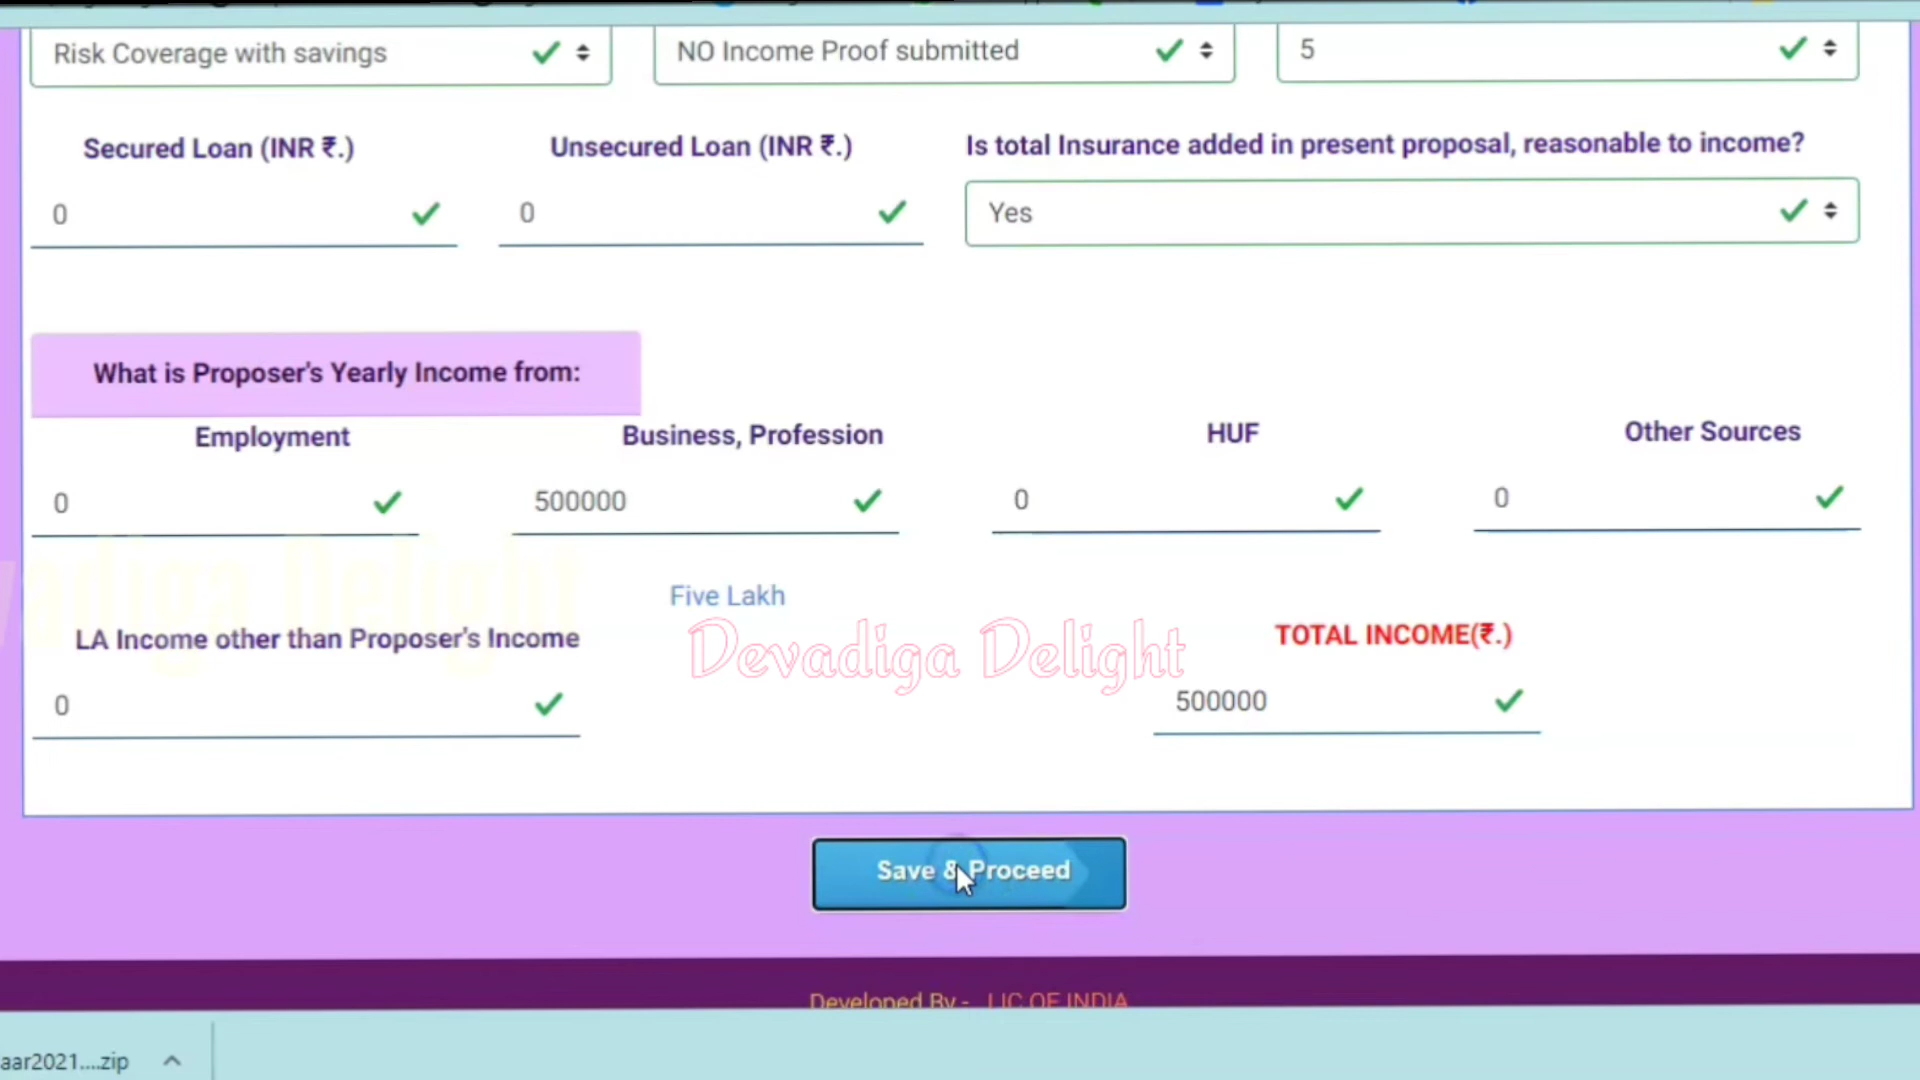 Risk Coverage with savings
NO Income Proof submitted
5
Secured Loan (INR ₹.)
Unsecured Loan (INR ₹.)
Is total Insurance added in present proposal, reasonable to income?
0
0
Yes
What is Proposer's Yearly Income from:
Employment
Business, Profession
HUF
Other Sources
0
500000
0
0
Five Lakh
LA Income other than Proposer's Income
Devadiga Delight
TOTAL INCOME(₹.)
0
500000
Save & Proceed
Developed By - LIC OF INDIA
aar2021....zip